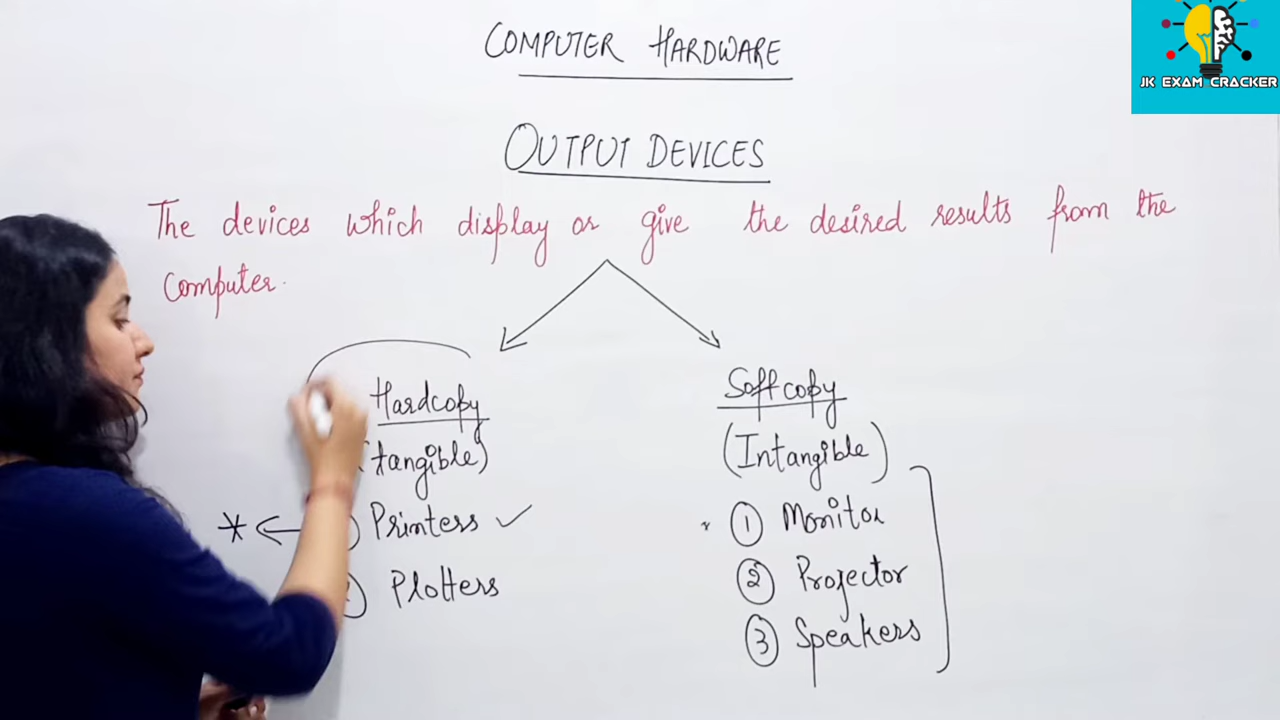 COMPUTER HARDWARE
JK EXAM CRACKER
OUTPUT DEVICES
The devices which display or give the desired results from the
computer.
Hardcopy
(tangible)
Printers ✓
Plotters
Softcopy
(Intangible)
* ① Monitor
② Projector
③ Speakers